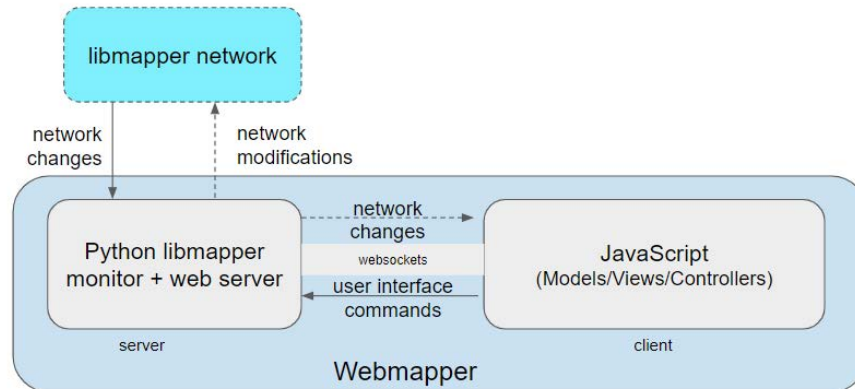 libmapper network
network
changes
network
modifications
network
changes
Python libmapper
monitor + web server
websockets
JavaScript
(Models/Views/Controllers)
user interface
commands
server
client
Webmapper